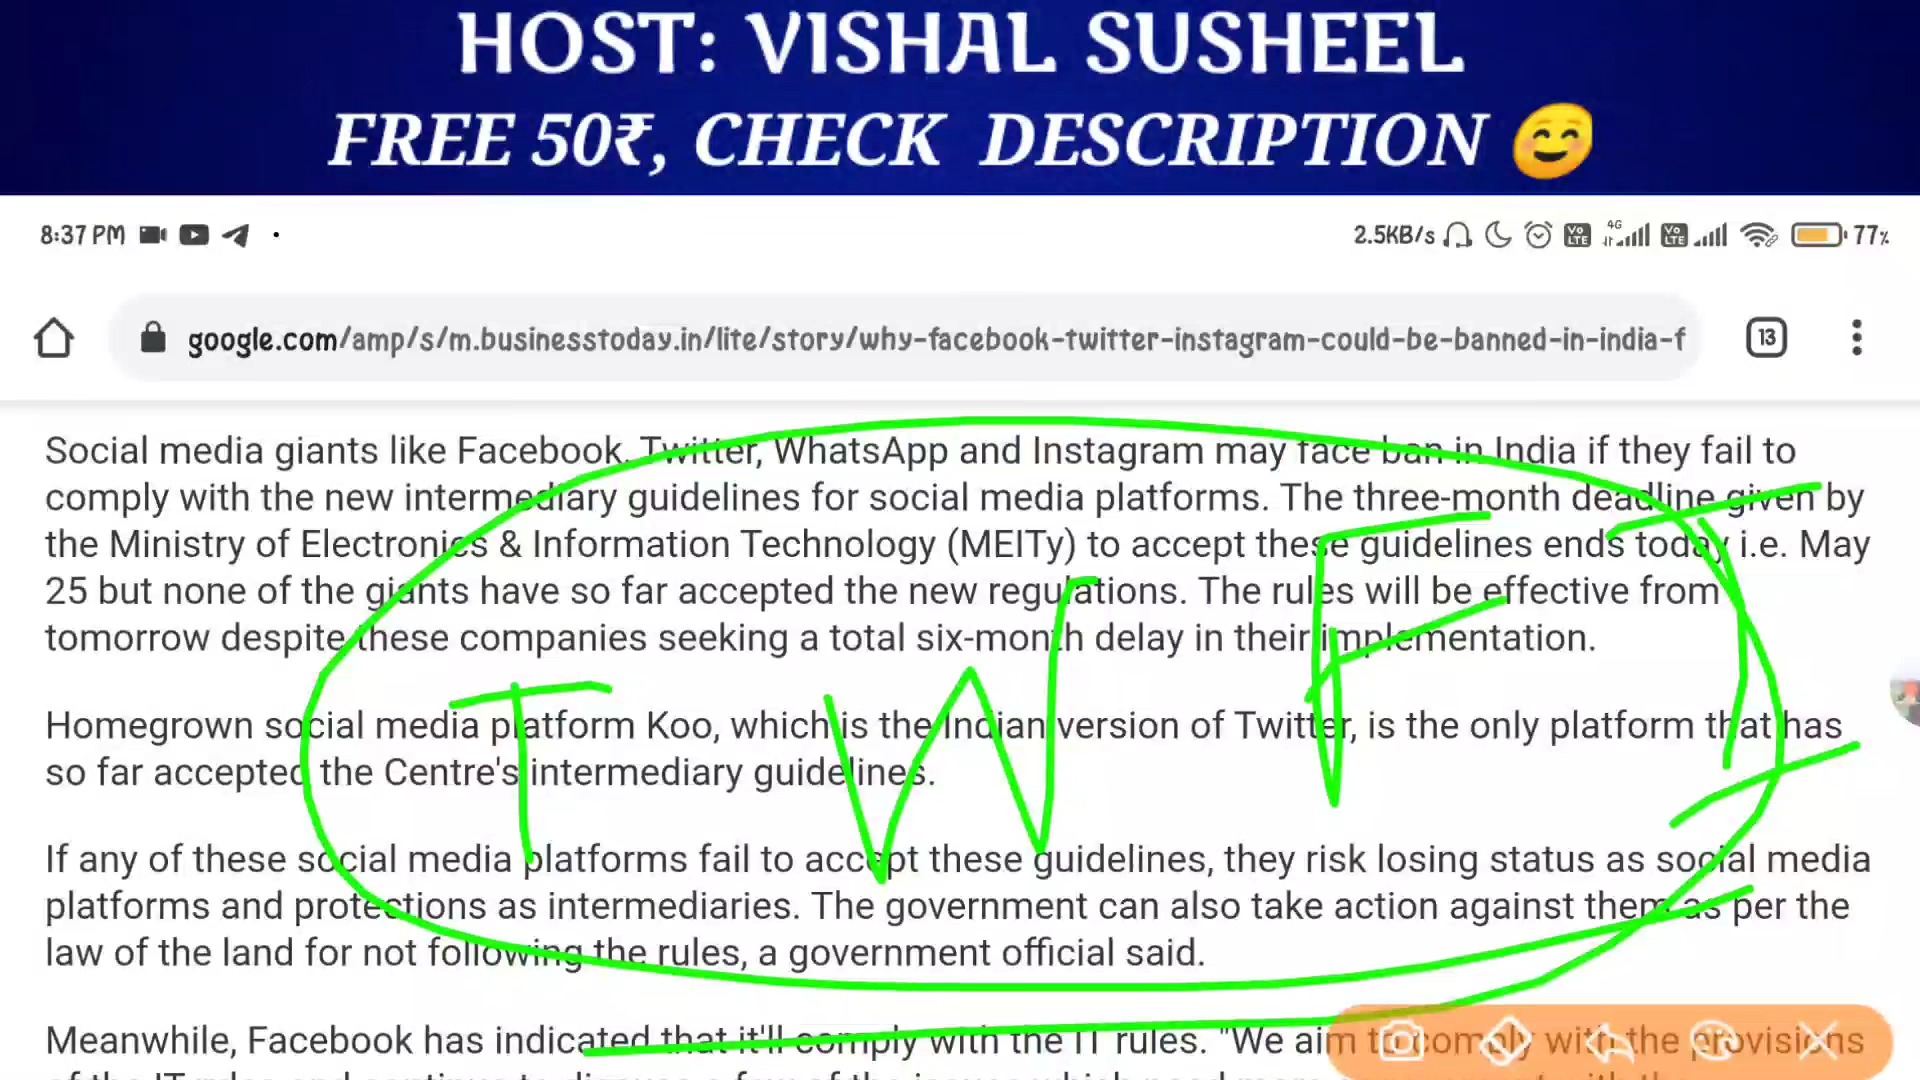 HOST: VISHAL SUSHEEL
FREE 50₹, CHECK DESCRIPTION
8:37 PM
2.5KB/s
4G
Vo LTE
Vo LTE
77%
google.com/amp/s/m.businesstoday.in/lite/story/why-facebook-twitter-instagram-could-be-banned-in-india-f
13
Social media giants like Facebook, Twitter, WhatsApp and Instagram may face ban in India if they fail to
comply with the new intermediary guidelines for social media platforms. The three-month deadline given by
the Ministry of Electronics & Information Technology (MEITy) to accept these guidelines ends today i.e. May
25 but none of the giants have so far accepted the new regulations. The rules will be effective from
tomorrow despite these companies seeking a total six-month delay in their implementation.
T W F I
Homegrown social media platform Koo, which is the Indian version of Twitter, is the only platform that has
so far accepted the Centre's intermediary guidelines.
If any of these social media platforms fail to accept these guidelines, they risk losing status as social media
platforms and protections as intermediaries. The government can also take action against them as per the
law of the land for not following the rules, a government official said.
Meanwhile, Facebook has indicated that it'll comply with the IT rules. "We aim to comply with the provisions